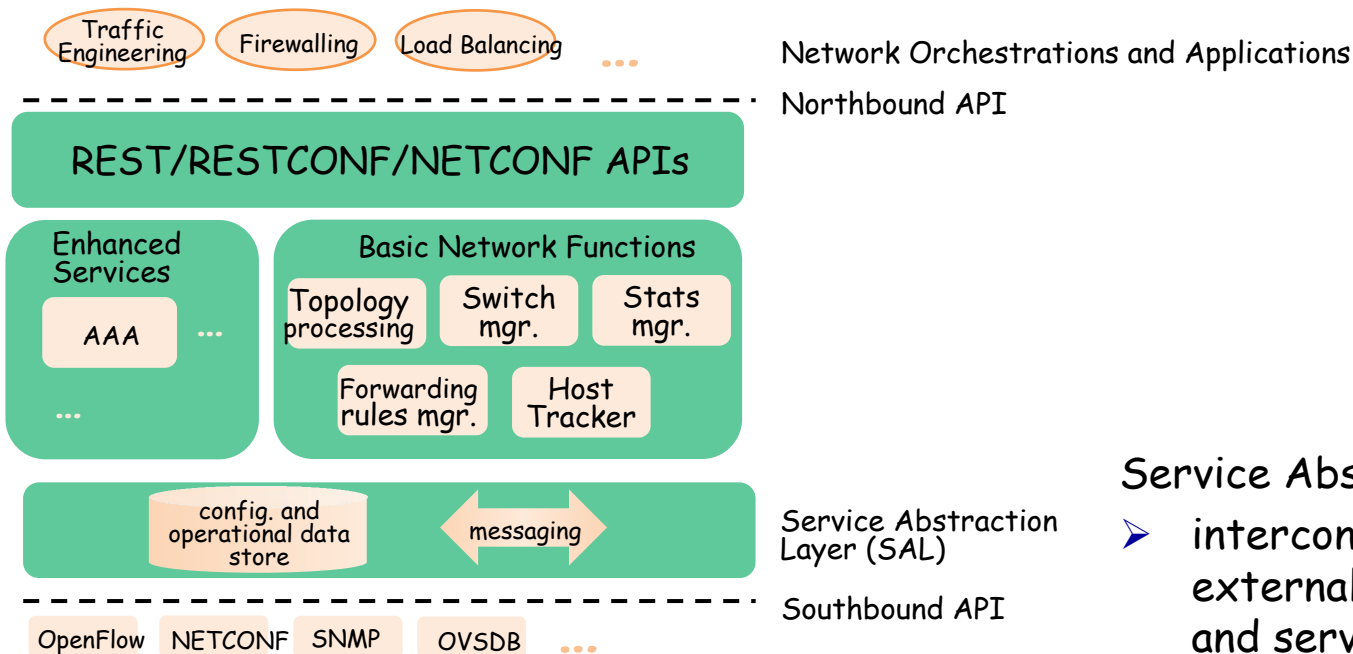 Traffic
Engineering
Firewalling
Load Balancing
...
Network Orchestrations and Applications
Northbound API
REST/RESTCONF/NETCONF APIs
Enhanced
Services
AAA
...
...
Basic Network Functions
Topology
processing
Switch
mgr.
Stats
mgr.
Forwarding
rules mgr.
Host
Tracker
config. and
operational data
store
messaging
Service Abstraction
Layer (SAL)
Southbound API
OpenFlow
NETCONF
SNMP
OVSDB
...
Service Abs
➤ intercon
external
and serv